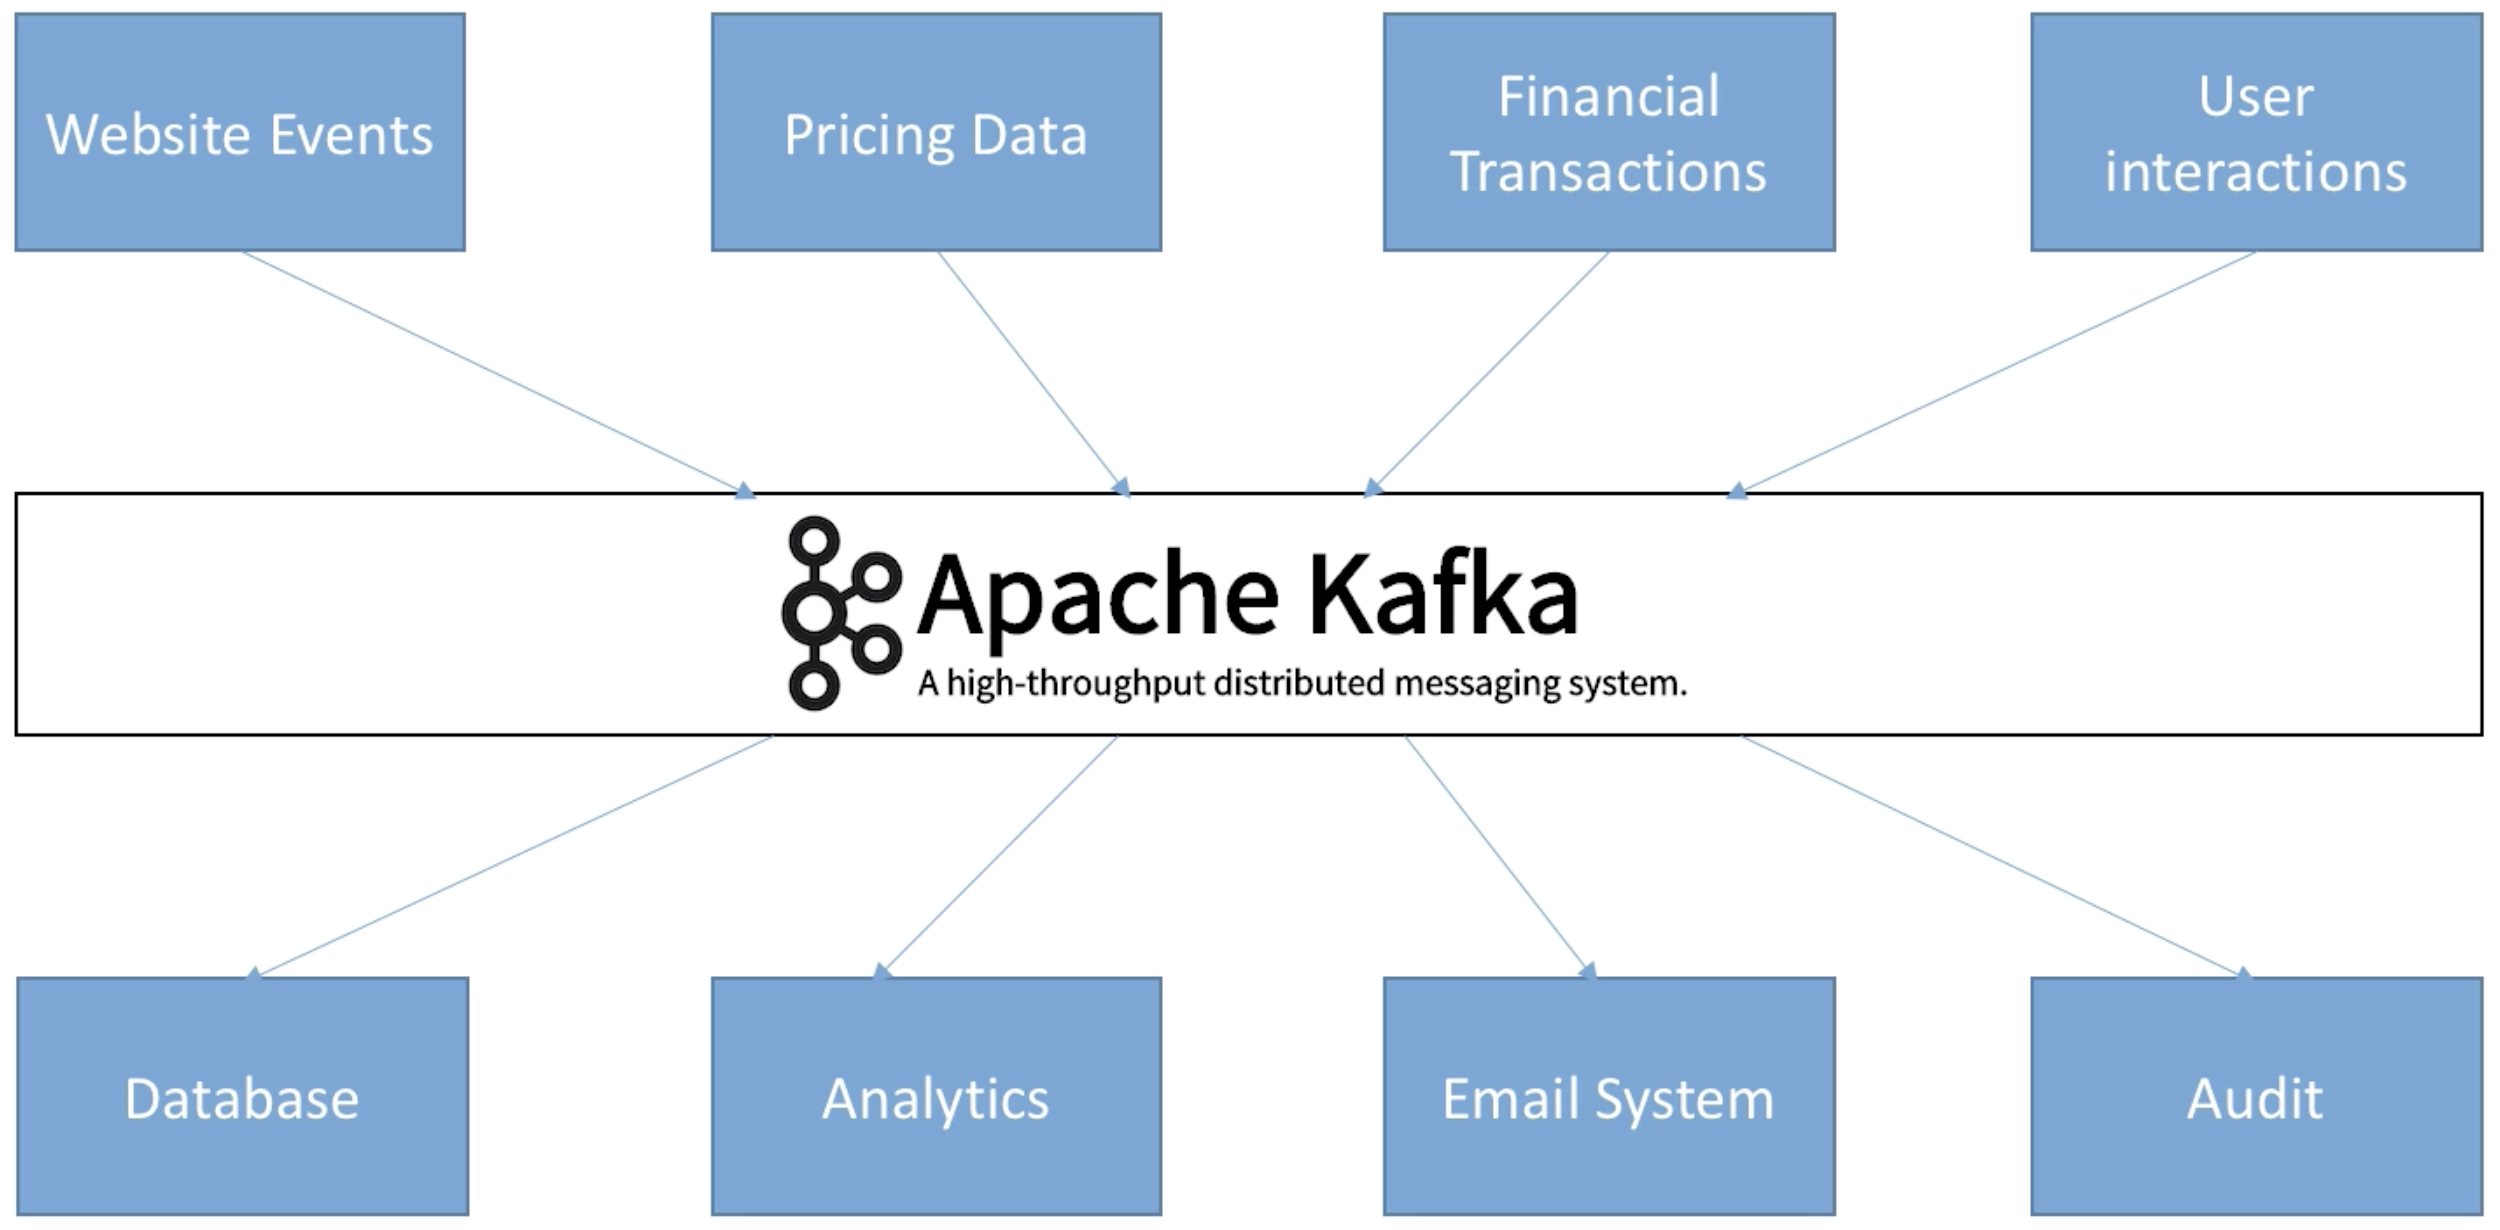 Website Events
Pricing Data
Financial
Transactions
User
interactions
Apache Kafka
A high-throughput distributed messaging system.
Database
Analytics
Email System
Audit